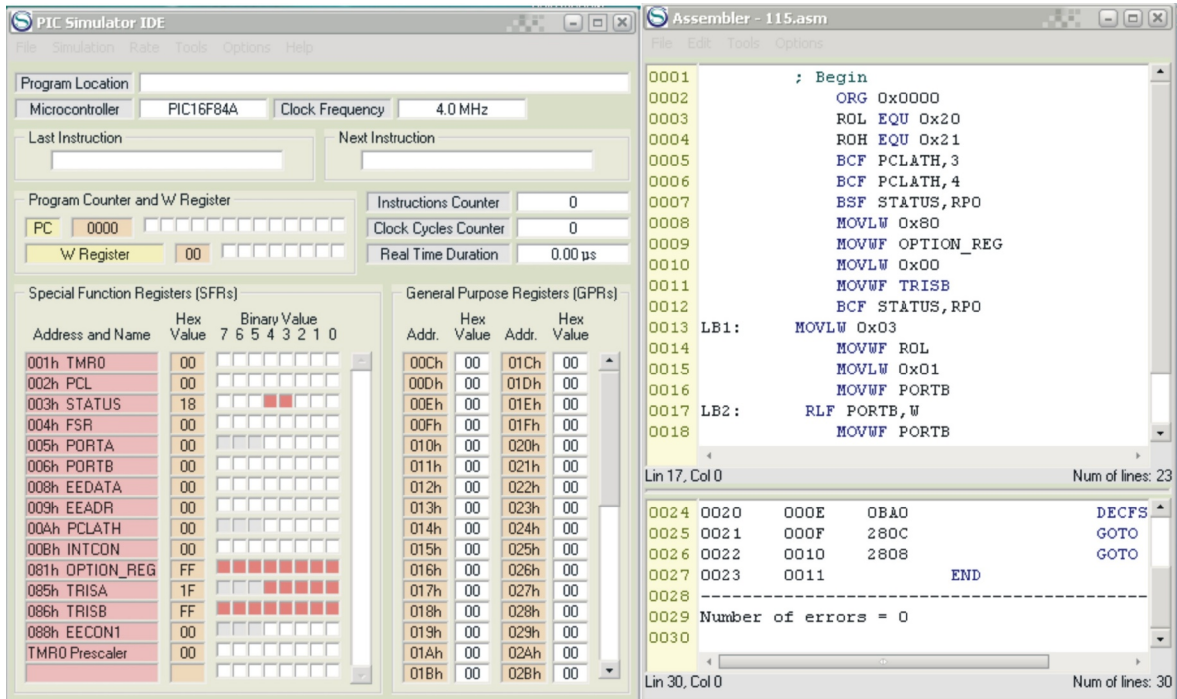 PIC Simulator IDE
File Simulation Rate Tools Options Help
Program Location
Microcontroller PIC16F84A Clock Frequency 4.0 MHz
Last Instruction Next Instruction
Program Counter and W Register
PC 0000
W Register 00
Instructions Counter 0
Clock Cycles Counter 0
Real Time Duration 0.00 µs
Special Function Registers (SFRs)
Hex Binary Value
Address and Name Value 7 6 5 4 3 2 1 0
001h TMR0 00
002h PCL 00
003h STATUS 18
004h FSR 00
005h PORTA 00
006h PORTB 00
008h EEDATA 00
009h EEADR 00
00Ah PCLATH 00
00Bh INTCON 00
081h OPTION_REG FF
085h TRISA 1F
086h TRISB FF
088h EECON1 00
TMR0 Prescaler 00
General Purpose Registers (GPRs)
Hex Hex
Addr. Value Addr. Value
00Ch 00 01Ch 00
00Dh 00 01Dh 00
00Eh 00 01Eh 00
00Fh 00 01Fh 00
010h 00 020h 00
011h 00 021h 00
012h 00 022h 00
013h 00 023h 00
014h 00 024h 00
015h 00 025h 00
016h 00 026h 00
017h 00 027h 00
018h 00 028h 00
019h 00 029h 00
01Ah 00 02Ah 00
01Bh 00 02Bh 00
Assembler - 115.asm
File Edit Tools Options
0001 ; Begin
0002 ORG 0x0000
0003 ROL EQU 0x20
0004 ROH EQU 0x21
0005 BCF PCLATH,3
0006 BCF PCLATH,4
0007 BSF STATUS,RP0
0008 MOVLW 0x80
0009 MOVWF OPTION_REG
0010 MOVLW 0x00
0011 MOVWF TRISB
0012 BCF STATUS,RP0
0013 LB1: MOVLW 0x03
0014 MOVWF ROL
0015 MOVLW 0x01
0016 MOVWF PORTB
0017 LB2: RLF PORTB,W
0018 MOVWF PORTB
Lin 17, Col 0 Num of lines: 23
0024 0020 000E 0BA0 DECFS
0025 0021 000F 280C GOTO
0026 0022 0010 2808 GOTO
0027 0023 0011 END
0028 --------------------------------------------
0029 Number of errors = 0
0030
Lin 30, Col 0 Num of lines: 30